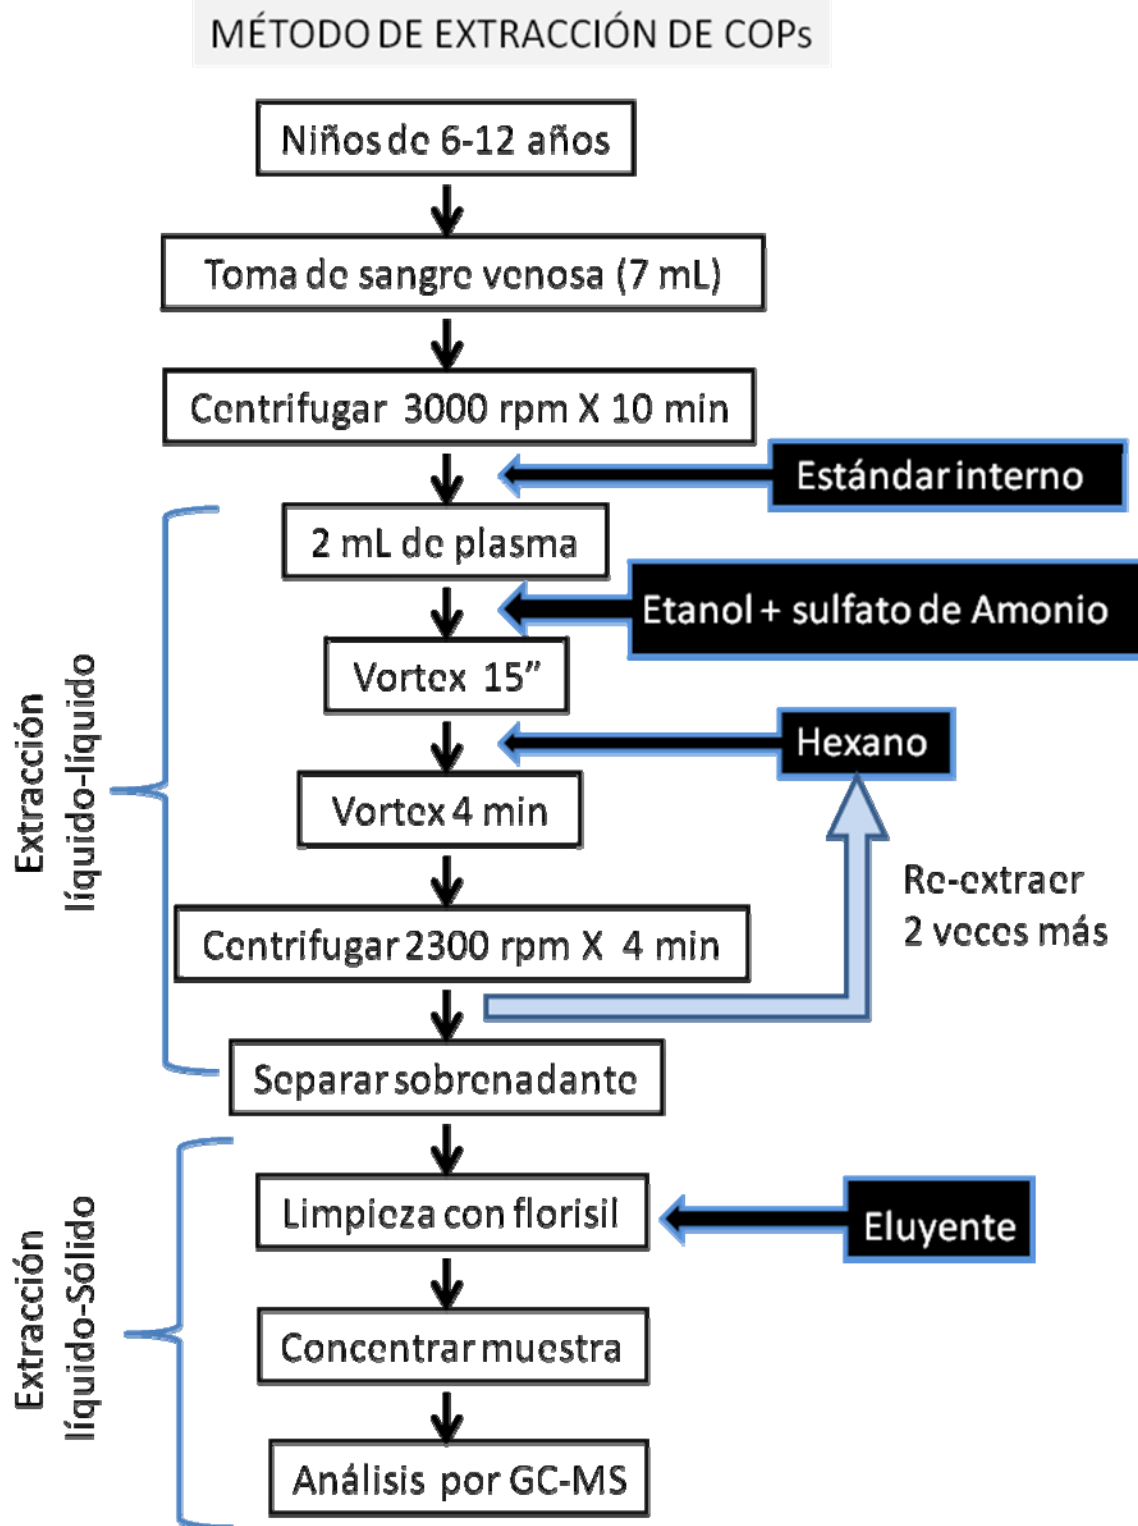 MÉTODO DE EXTRACCIÓN DE COPs
Niños de 6-12 años
Toma de sangre venosa (7 mL)
Centrifugar 3000 rpm X 10 min
Estándar interno
2 mL de plasma
Etanol + sulfato de Amonio
Vortex 15”
Hexano
Vortex 4 min
Re-extraer
2 veces más
Centrifugar 2300 rpm X 4 min
Separar sobrenadante
Extracción
líquido-líquido
Limpieza con florisil
Eluyente
Concentrar muestra
Análisis por GC-MS
Extracción
líquido-Sólido